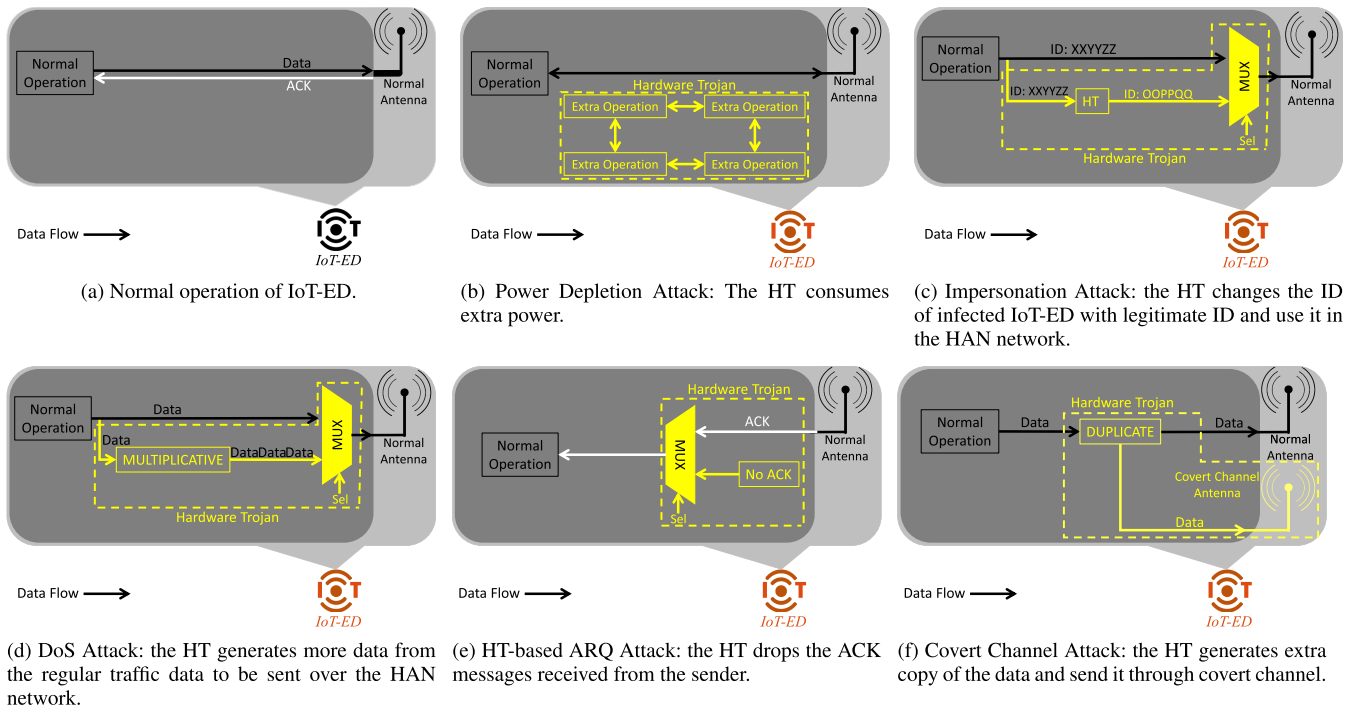 Normal
Operation
Data
ACK
Normal
Antenna
Data Flow
I T
IoT-ED
(a) Normal operation of IoT-ED.
Normal
Operation
Normal
Antenna
Hardware Trojan
Extra Operation
Extra Operation
Extra Operation
Extra Operation
Data Flow
I T
IoT-ED
(b) Power Depletion Attack: The HT consumes
extra power.
Normal
Operation
ID: XXYYZZ
ID: XXYYZZ
HT
ID: OOPPQQ
MUX
Sel
Normal
Antenna
Hardware Trojan
Data Flow
I T
IoT-ED
(c) Impersonation Attack: the HT changes the ID
of infected IoT-ED with legitimate ID and use it in
the HAN network.
Normal
Operation
Data
Data
MULTIPLICATIVE
DataDataData
MUX
Sel
Normal
Antenna
Hardware Trojan
Data Flow
I T
IoT-ED
(d) DoS Attack: the HT generates more data from
the regular traffic data to be sent over the HAN
network.
Hardware Trojan
Normal
Operation
MUX
ACK
No ACK
Sel
Normal
Antenna
Data Flow
I T
IoT-ED
(e) HT-based ARQ Attack: the HT drops the ACK
messages received from the sender.
Hardware Trojan
Normal
Operation
Data
DUPLICATE
Data
Normal
Antenna
Covert Channel
Antenna
Data
Data Flow
I T
IoT-ED
(f) Covert Channel Attack: the HT generates extra
copy of the data and send it through covert channel.